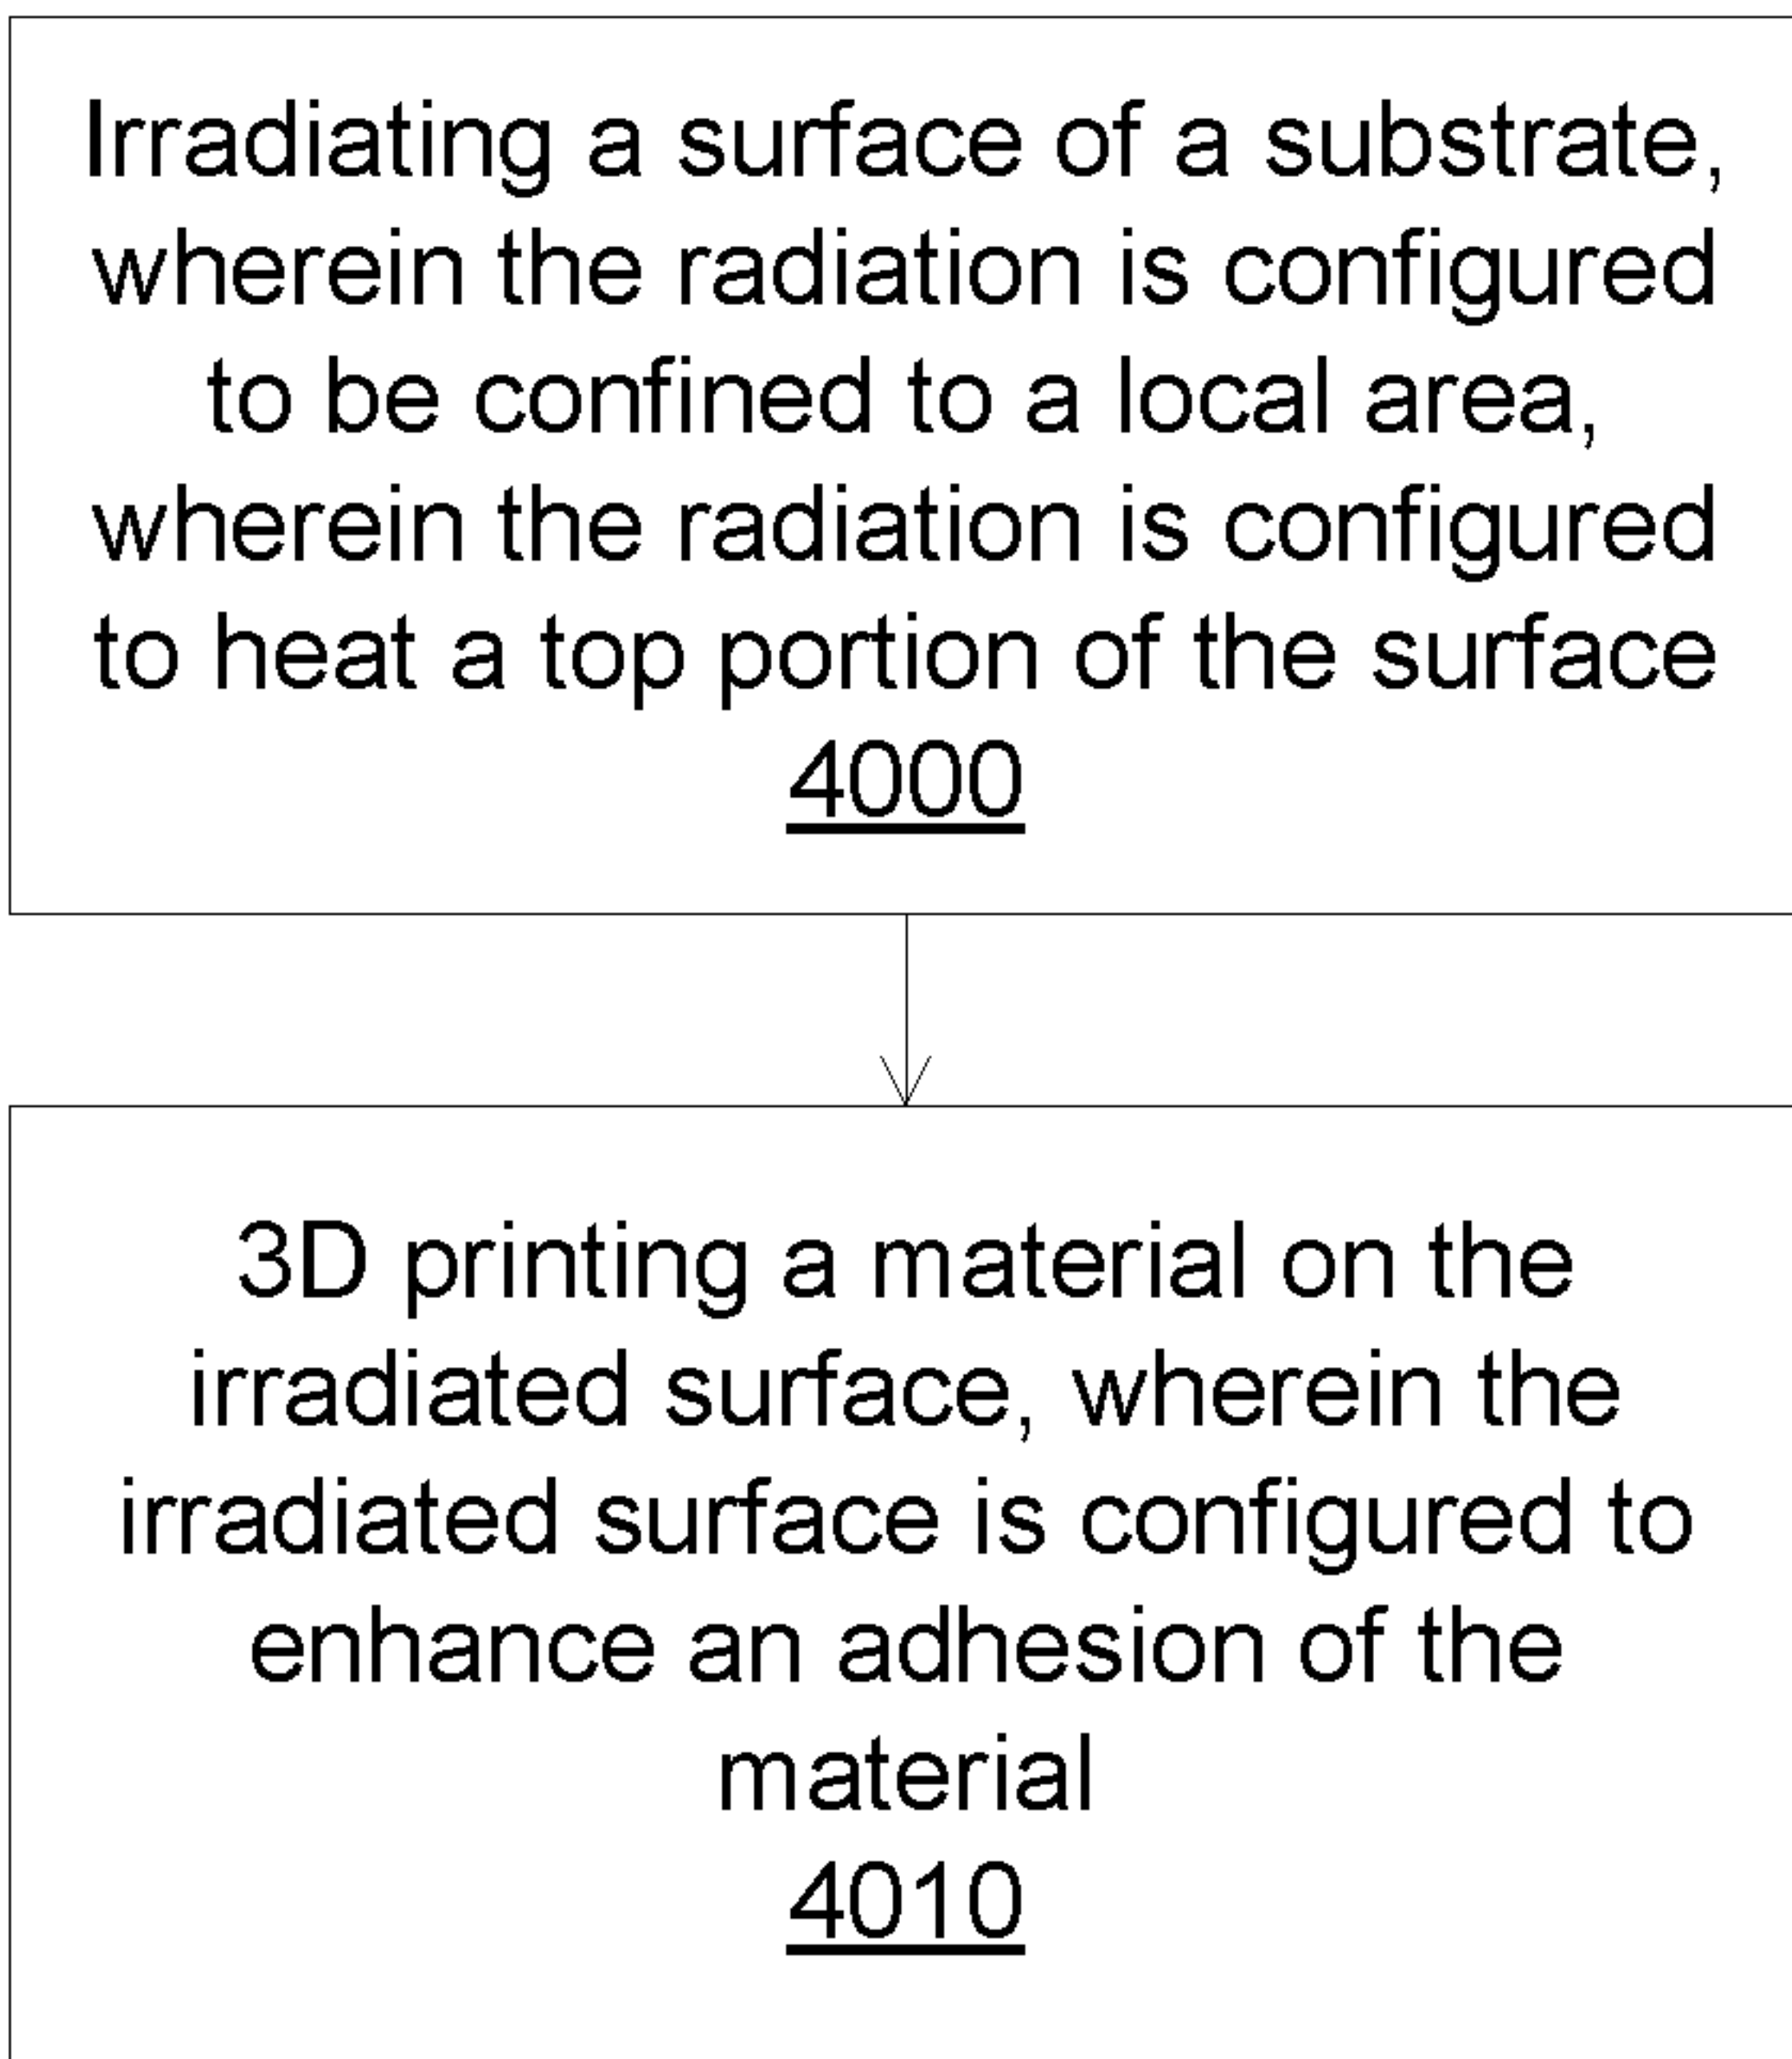 Irradiating a surface of a substrate,
wherein the radiation is configured
to be confined to a local area,
wherein the radiation is configured
to heat a top portion of the surface
4000
3D printing a material on the
irradiated surface, wherein the
irradiated surface is configured to
enhance an adhesion of the
material
4010